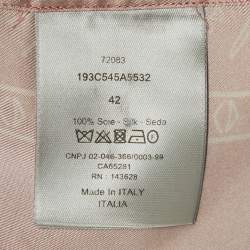 72083
193C545A5532
42
100% Soie - Silk - Seda
CNPJ 02-046-366/0003-99
CA55281
RN : 143628
Made In ITALY
ITALIA